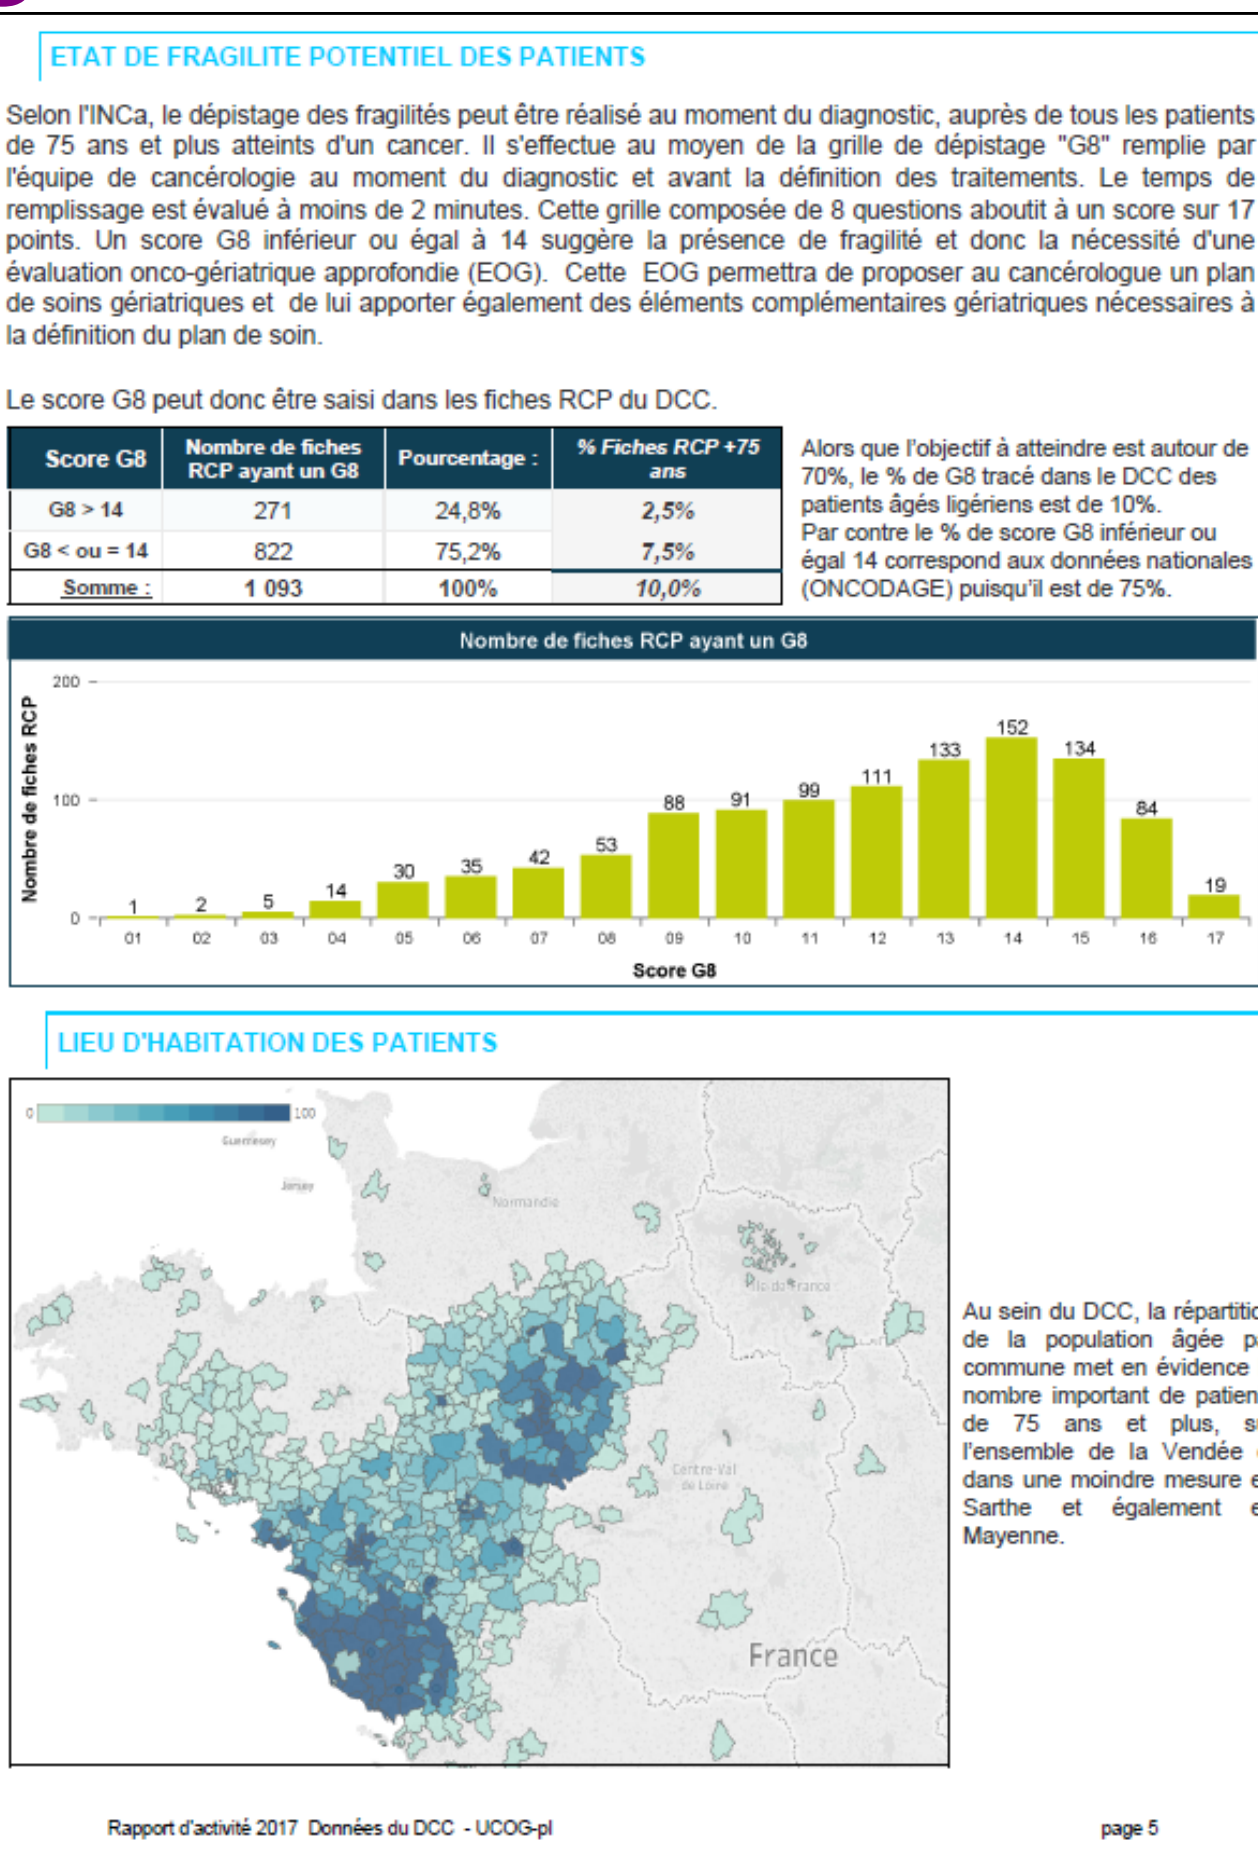 ETAT DE FRAGILITE POTENTIEL DES PATIENTS
Selon l'INCa, le dépistage des fragilités peut être réalisé au moment du diagnostic, auprès de tous les patients
de 75 ans et plus atteints d'un cancer. Il s'effectue au moyen de la grille de dépistage "G8" remplie par
l'équipe de cancérologie au moment du diagnostic et avant la définition des traitements. Le temps de
remplissage est évalué à moins de 2 minutes. Cette grille composée de 8 questions aboutit à un score sur 17
points. Un score G8 inférieur ou égal à 14 suggère la présence de fragilité et donc la nécessité d'une
évaluation onco-gériatrique approfondie (EOG). Cette EOG permettra de proposer au cancérologue un plan
de soins gériatriques et de lui apporter également des éléments complémentaires gériatriques nécessaires à
la définition du plan de soin.
Le score G8 peut donc être saisi dans les fiches RCP du DCC.
Score G8 Nombre de fiches RCP ayant un G8 Pourcentage : % Fiches RCP +75 ans
G8 > 14 271 24,8% 2,5%
G8 < ou = 14 822 75,2% 7,5%
Somme : 1 093 100% 10,0%
Alors que l'objectif à atteindre est autour de
70%, le % de G8 tracé dans le DCC des
patients âgés ligériens est de 10%.
Par contre le % de score G8 inférieur ou
égal 14 correspond aux données nationales
(ONCODAGE) puisqu'il est de 75%.
Nombre de fiches RCP ayant un G8
Nombre de fiches RCP
200
100
0
1 2 5 14 30 35 42 53 88 91 99 111 133 152 134 84 19
01 02 03 04 05 06 07 08 09 10 11 12 13 14 15 16 17
Score G8
LIEU D'HABITATION DES PATIENTS
0 100
Guernesey
Jersey
Normandie
Ile de France
Centre-Val
de Loire
France
Au sein du DCC, la répartitio
de la population âgée pa
commune met en évidence
nombre important de patien
de 75 ans et plus, s
l'ensemble de la Vendée
dans une moindre mesure e
Sarthe et également e
Mayenne.
Rapport d'activité 2017 Données du DCC - UCOG-pl
page 5